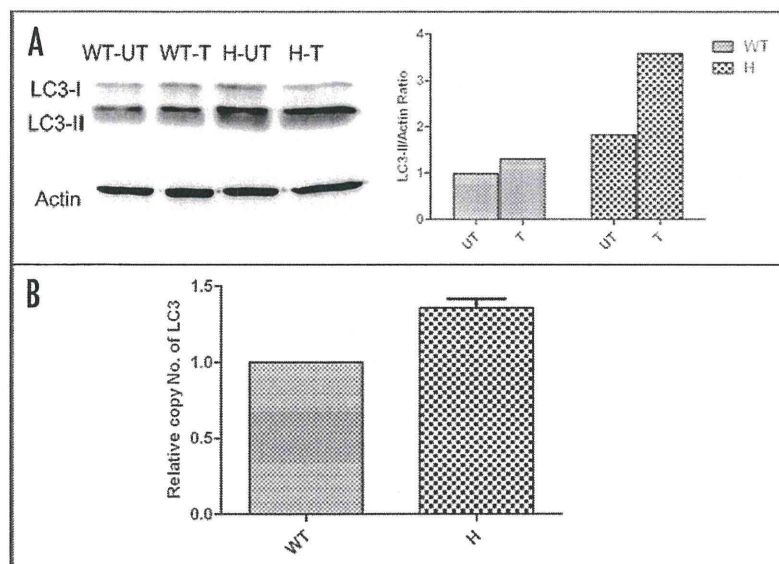 A
WT-UT WT-T H-UT H-T
LC3-I
LC3-II
Actin
LC3-II/Actin Ratio
4
3
2
1
0
UT
T
UT
T
WT
H
B
Relative copy No. of LC3
1.5
1.0
0.5
0.0
WT
H